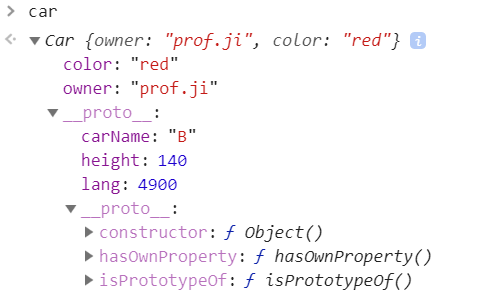 > car
Car {owner: "prof.ji", color: "red"} i
color: "red"
owner: "prof.ji"
__proto__:
carName: "B"
height: 140
lang: 4900
__proto__:
constructor: ƒ Object()
hasOwnProperty: ƒ hasOwnProperty()
isPrototypeOf: ƒ isPrototypeOf()